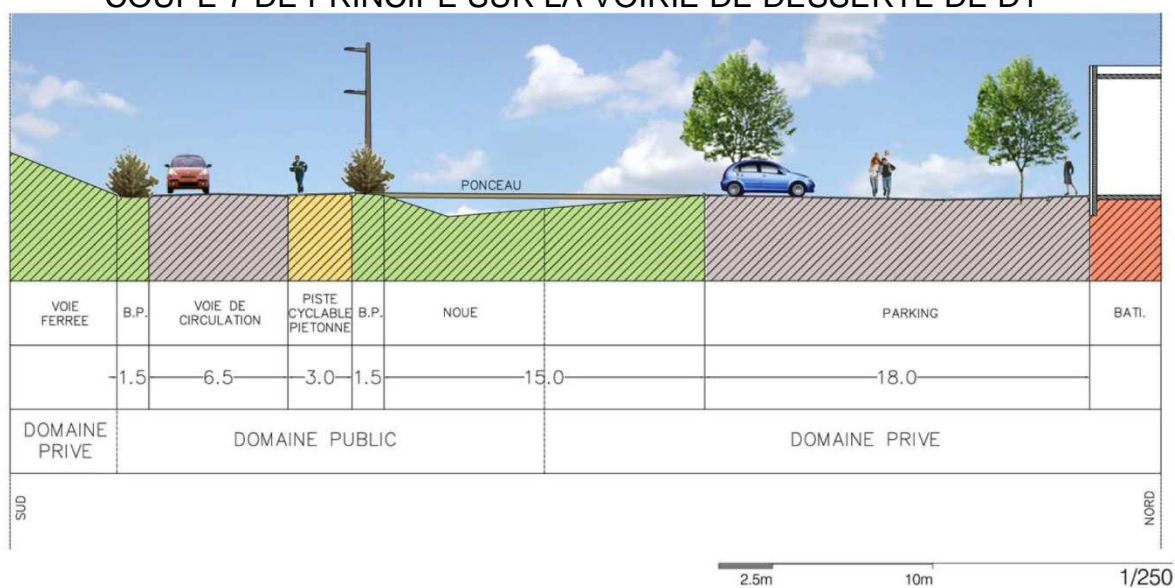 COUPE 7 DE PRINCIPE SUR LA VOIRIE DE DESSERTE DE D1
PONCEAU
VOIE
FERREE
B.P.
VOIE DE
CIRCULATION
PISTE
CYCLABLE
PIETONNE
B.P.
NOUE
PARKING
BATI.
1.5
6.5
3.0
1.5
15.0
18.0
DOMAINE
PRIVE
DOMAINE PUBLIC
DOMAINE PRIVE
SUD
NORD
2.5m
10m
1/250